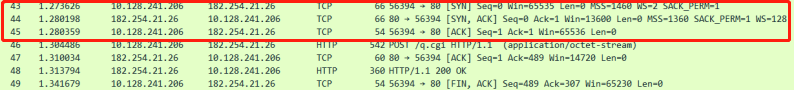 43 1.273626 10.128.241.206 182.254.21.26 TCP 66 56394 → 80 [SYN] Seq=0 Win=65535 Len=0 MSS=1460 WS=2 SACK_PERM=1
44 1.280198 182.254.21.26 10.128.241.206 TCP 66 80 → 56394 [SYN, ACK] Seq=0 Ack=1 Win=13600 Len=0 MSS=1360 SACK_PERM=1 WS=128
45 1.280359 10.128.241.206 182.254.21.26 TCP 54 56394 → 80 [ACK] Seq=1 Ack=1 Win=65536 Len=0
46 1.304486 10.128.241.206 182.254.21.26 HTTP 542 POST /q.cgi HTTP/1.1 (application/octet-stream)
47 1.310034 182.254.21.26 10.128.241.206 TCP 60 80 → 56394 [ACK] Seq=1 Ack=489 Win=14720 Len=0
48 1.313794 182.254.21.26 10.128.241.206 HTTP 360 HTTP/1.1 200 OK
49 1.341679 10.128.241.206 182.254.21.26 TCP 54 56394 → 80 [FIN, ACK] Seq=489 Ack=307 Win=65230 Len=0